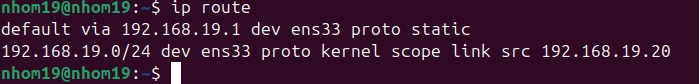 nhom19@nhom19:~$ ip route
default via 192.168.19.1 dev ens33 proto static
192.168.19.0/24 dev ens33 proto kernel scope link src 192.168.19.20
nhom19@nhom19:~$